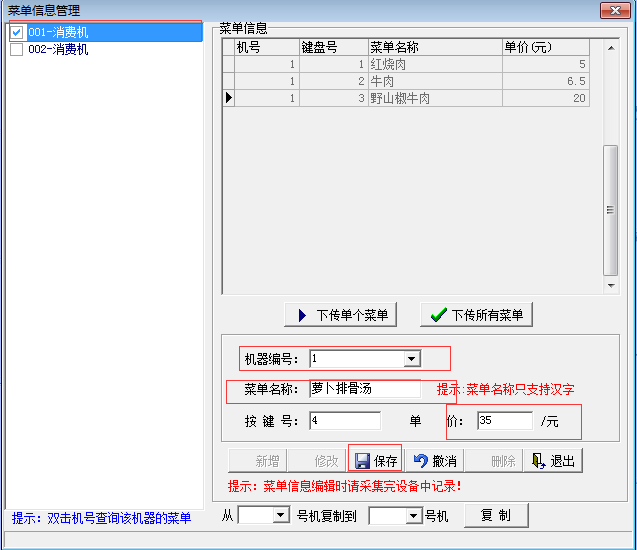 菜单信息管理
001-消费机
002-消费机
菜单信息
机号 键盘号 菜单名称 单价(元)
1 1 红烧肉 5
1 2 牛肉 6.5
1 3 野山椒牛肉 20
下传单个菜单 下传所有菜单
机器编号: 1
菜单名称: 萝卜排骨汤 提示:菜单名称只支持汉字
按 键 号: 4 单 价: 35 /元
新增 修改 保存 撤消 删除 退出
提示: 菜单信息编辑时请采集完设备中记录!
提示: 双击机号查询该机器的菜单
从 号机复制到 号机 复 制